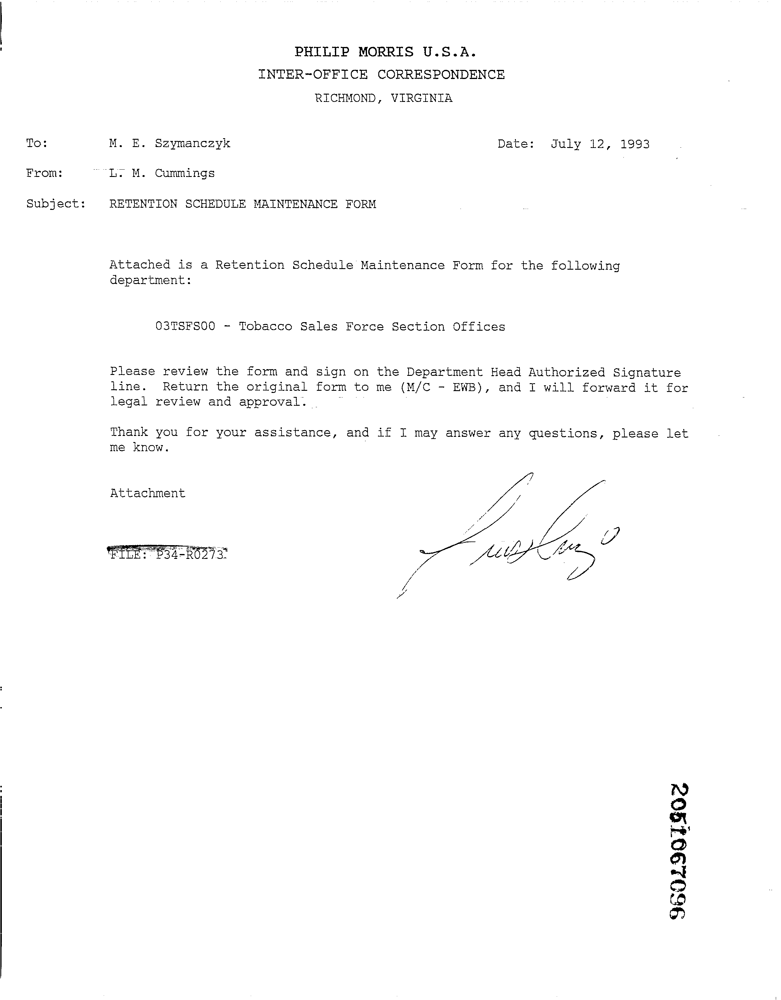 PHILIP MORRIS U.S.A.
INTER-OFFICE CORRESPONDENCE
RICHMOND, VIRGINIA
To: M. E. Szymanczyk Date: July 12, 1993
From: L. M. Cummings
Subject: RETENTION SCHEDULE MAINTENANCE FORM
Attached is a Retention Schedule Maintenance Form for the following
department:
03TSFS00 - Tobacco Sales Force Section Offices
Please review the form and sign on the Department Head Authorized Signature
line. Return the original form to me (M/C - EWB), and I will forward it for
legal review and approval.
Thank you for your assistance, and if I may answer any questions, please let
me know.
Attachment
FILE: P34-R0273
2051067096